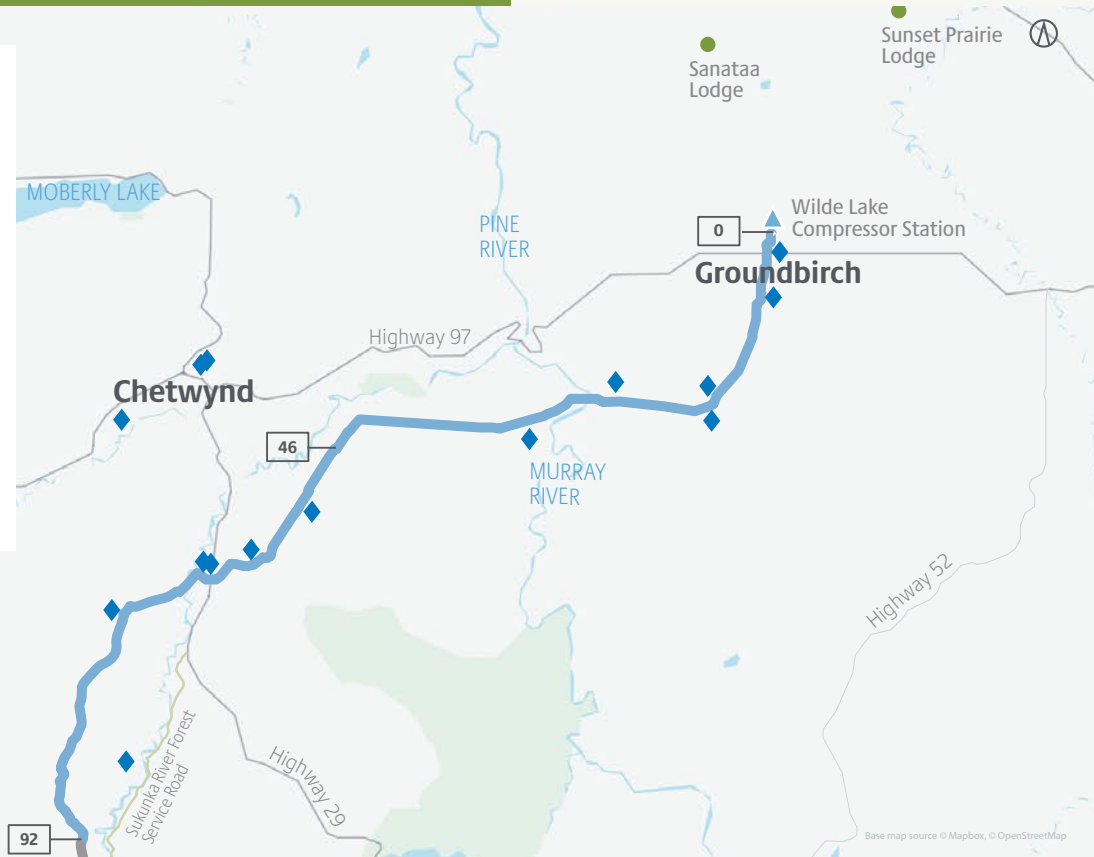 Sunset Prairie
Lodge
Sanataa
Lodge
MOBERLY LAKE
Wilde Lake
Compressor Station
PINE
RIVER
0
Groundbirch
Highway 97
Chetwynd
46
MURRAY
RIVER
Highway 52
Sukunka River Forest
Service Road
Highway 29
92
Base map source © Mapbox, © OpenStreetMap